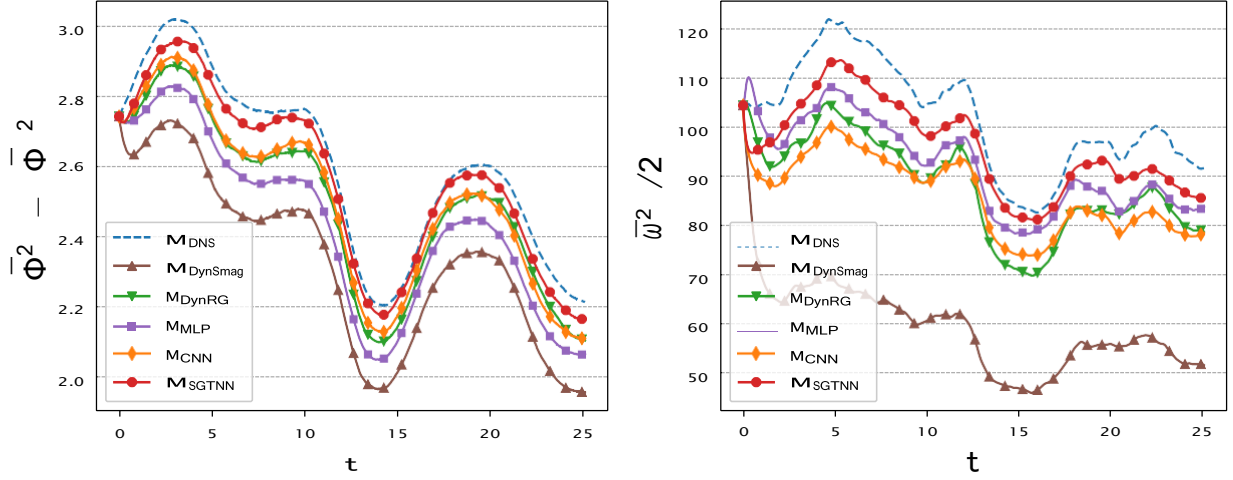 3.0
2.8
2.6
2.4
2.2
2.0
0
5
10
15
20
25
t
Φ̅² − Φ̅ ²
M_DNS
M_DynSmag
M_DynRG
M_MLP
M_CNN
M_SGTNN
120
110
100
90
80
70
60
50
0
5
10
15
20
25
t
ω̅² /2
M_DNS
M_DynSmag
M_DynRG
M_MLP
M_CNN
M_SGTNN